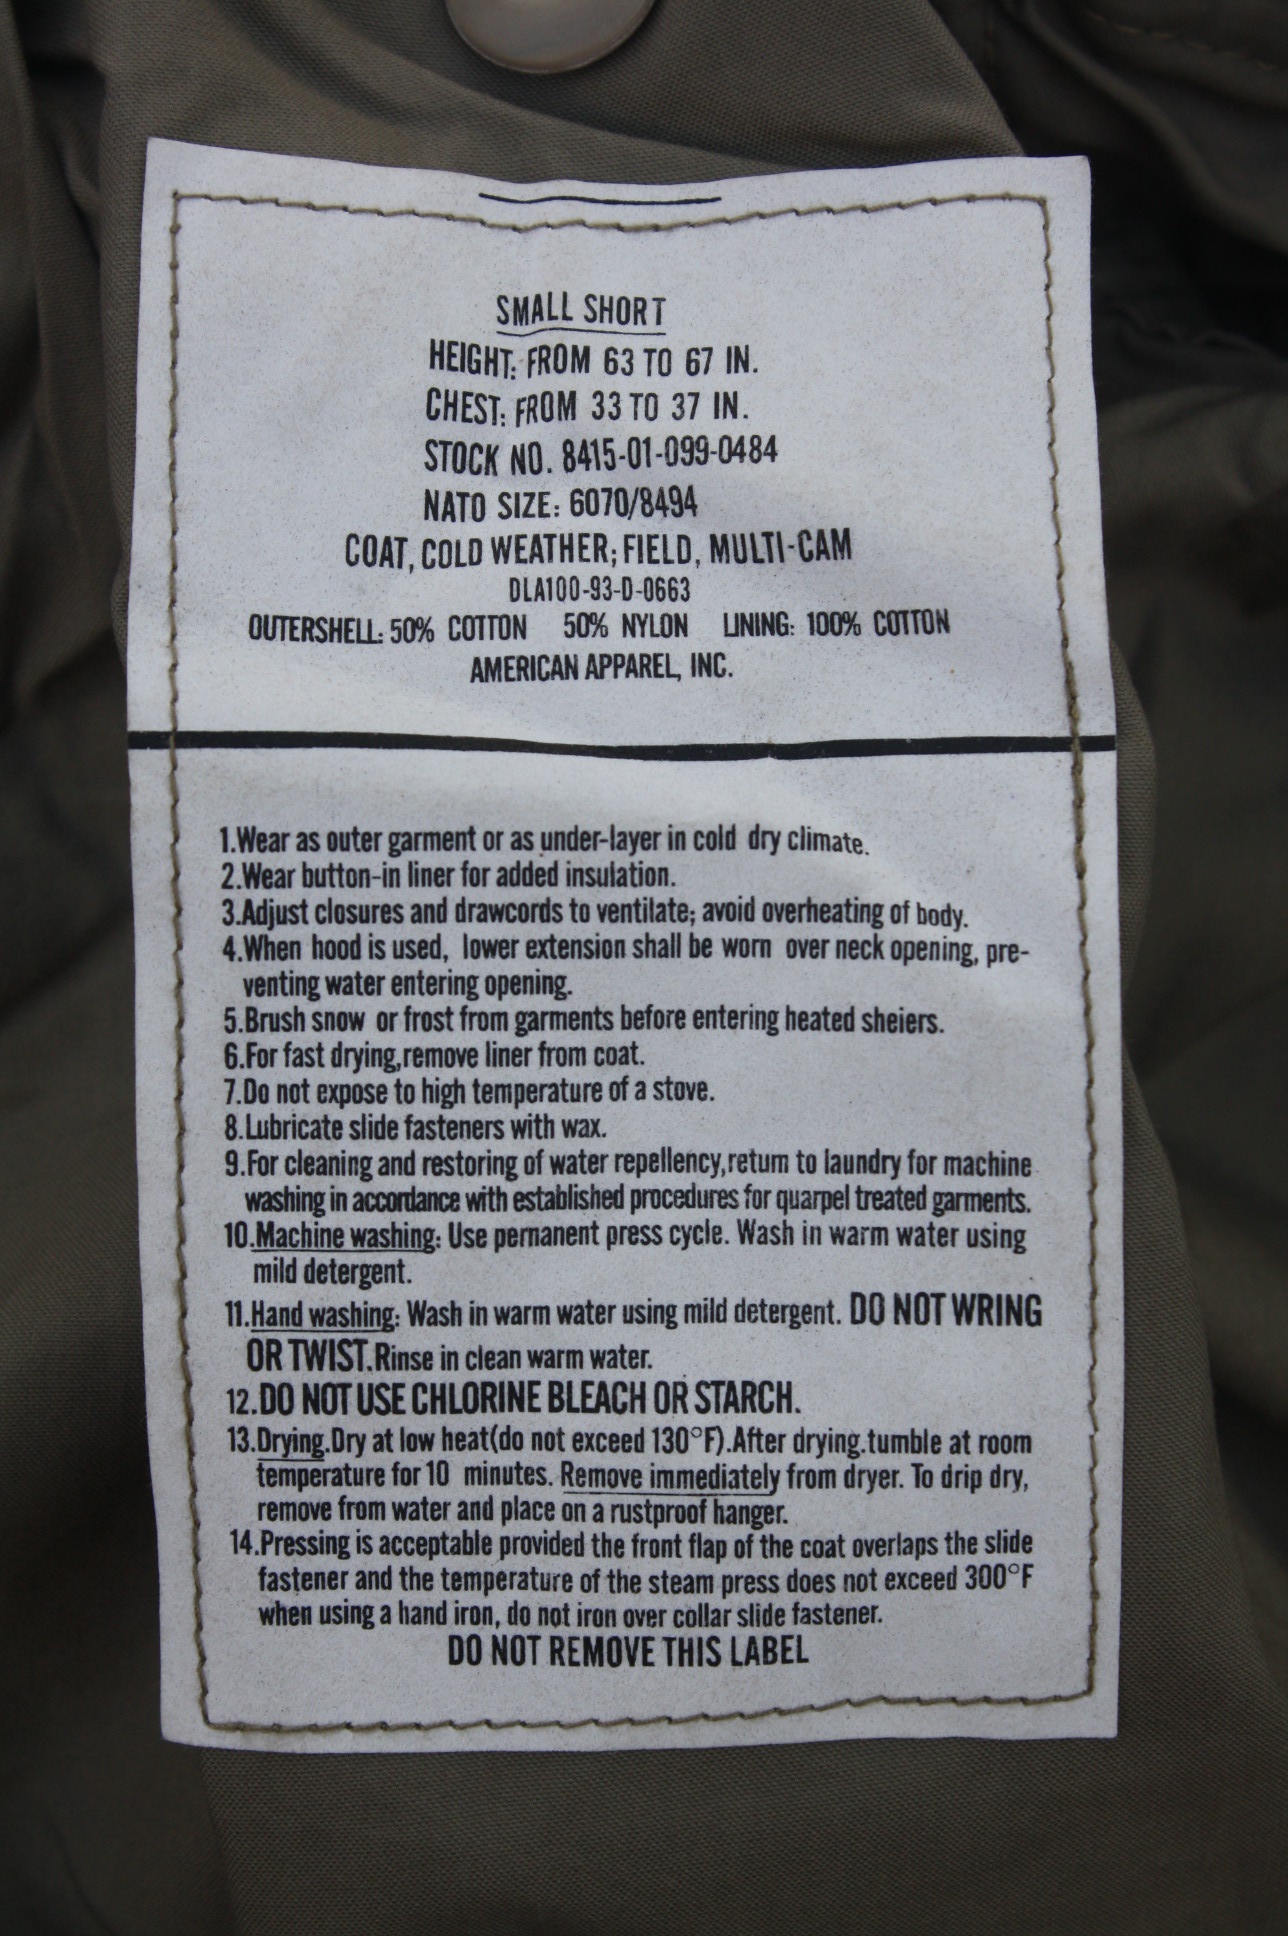 SMALL SHORT
HEIGHT: FROM 63 TO 67 IN.
CHEST: FROM 33 TO 37 IN.
STOCK NO. 8415-01-099-0484
NATO SIZE: 6070/8494
COAT, COLD WEATHER; FIELD, MULTI-CAM
DLA100-93-D-0663
OUTERSHELL: 50% COTTON 50% NYLON LINING: 100% COTTON
AMERICAN APPAREL, INC.
1.Wear as outer garment or as under-layer in cold dry climate.
2.Wear button-in liner for added insulation.
3.Adjust closures and drawcords to ventilate; avoid overheating of body.
4.When hood is used, lower extension shall be worn over neck opening, pre-
venting water entering opening.
5.Brush snow or frost from garments before entering heated sheiers.
6.For fast drying,remove liner from coat.
7.Do not expose to high temperature of a stove.
8.Lubricate slide fasteners with wax.
9.For cleaning and restoring of water repellency,return to laundry for machine
washing in accordance with established procedures for quarpel treated garments.
10.Machine washing: Use pernanent press cycle. Wash in warm water using
mild detergent.
11.Hand washing: Wash in warm water using mild detergent. DO NOT WRING
OR TWIST.Rinse in clean warm water.
12.DO NOT USE CHLORINE BLEACH OR STARCH.
13.Drying.Dry at low heat(do not exceed 130°F).After drying.tumble at room
temperature for 10 minutes. Remove immediately from dryer. To drip dry,
remove from water and place on a rustproof hanger.
14.Pressing is acceptable provided the front flap of the coat overlaps the slide
fastener and the temperature of the steam press does not exceed 300°F
when using a hand iron, do not iron over collar slide fastener.
DO NOT REMOVE THIS LABEL